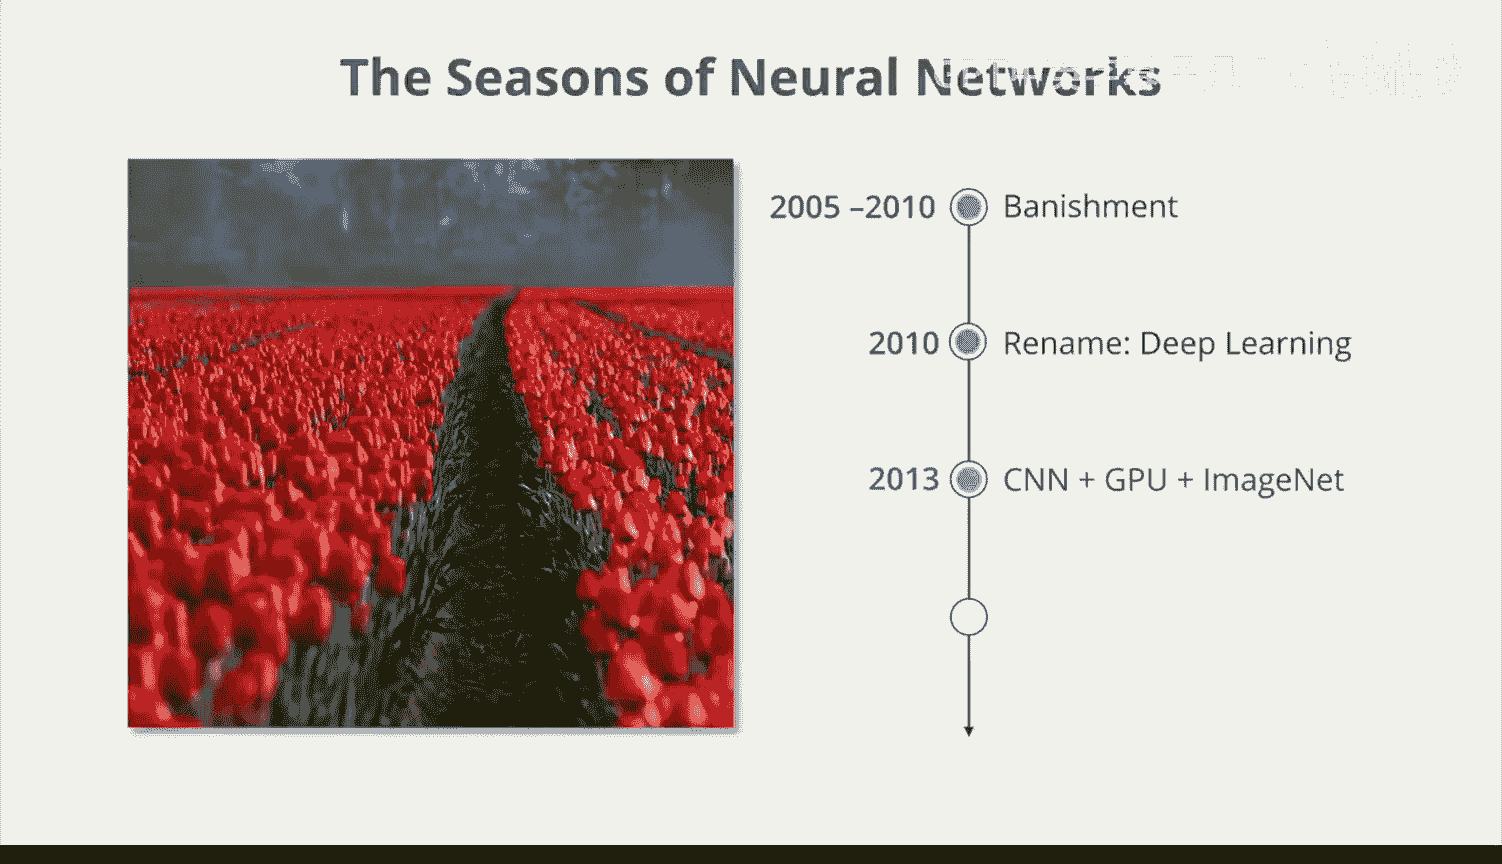 The Seasons of Neural Networks
2005 –2010 Banishment
2010 Rename: Deep Learning
2013 CNN + GPU + ImageNet